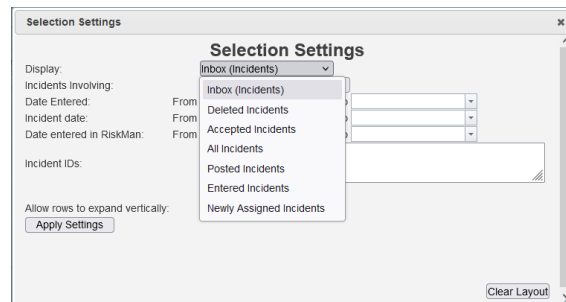 Selection Settings
Selection Settings
Display: Inbox (Incidents)
Incidents Involving:
Date Entered: From
Incident date: From
Date entered in RiskMan: From
Inbox (Incidents)
Deleted Incidents
Accepted Incidents
All Incidents
Posted Incidents
Entered Incidents
Newly Assigned Incidents
Incident IDs:
Allow rows to expand vertically:
Apply Settings
Clear Layout